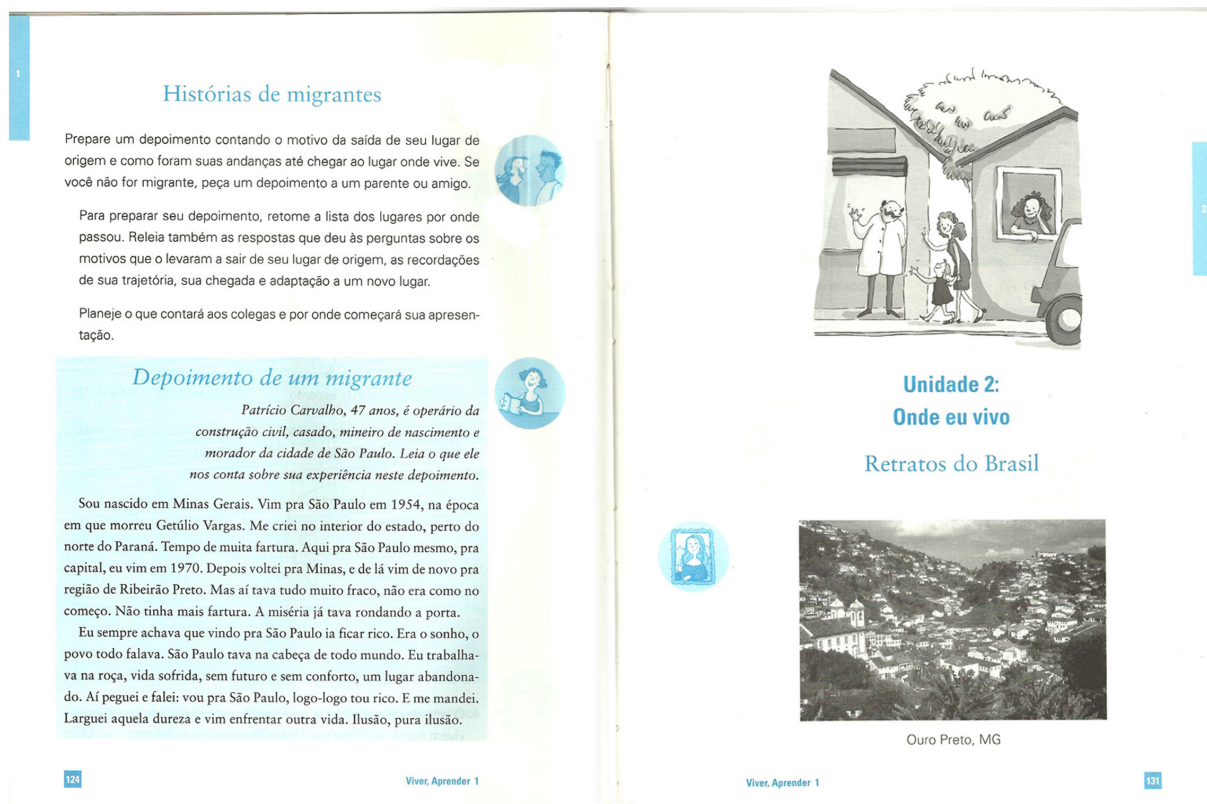 1
Histórias de migrantes
Prepare um depoimento contando o motivo da saída de seu lugar de
origem e como foram suas andanças até chegar ao lugar onde vive. Se
você não for migrante, peça um depoimento a um parente ou amigo.
Para preparar seu depoimento, retome a lista dos lugares por onde
passou. Releia também as respostas que deu às perguntas sobre os
motivos que o levaram a sair de seu lugar de origem, as recordações
de sua trajetória, sua chegada e adaptação a um novo lugar.
Planeje o que contará aos colegas e por onde começará sua apresen-
tação.
Depoimento de um migrante
Patrício Carvalho, 47 anos, é operário da
construção civil, casado, mineiro de nascimento e
morador da cidade de São Paulo. Leia o que ele
nos conta sobre sua experiência neste depoimento.
Sou nascido em Minas Gerais. Vim pra São Paulo em 1954, na época
em que morreu Getúlio Vargas. Me criei no interior do estado, perto do
norte do Paraná. Tempo de muita fartura. Aqui pra São Paulo mesmo, pra
capital, eu vim em 1970. Depois voltei pra Minas, e de lá vim de novo pra
região de Ribeirão Preto. Mas aí tava tudo muito fraco, não era como no
começo. Não tinha mais fartura. A miséria já tava rondando a porta.
Eu sempre achava que vindo pra São Paulo ia ficar rico. Era o sonho, o
povo todo falava. São Paulo tava na cabeça de todo mundo. Eu trabalha-
va na roça, vida sofrida, sem futuro e sem conforto, um lugar abandona-
do. Aí peguei e falei: vou pra São Paulo, logo-logo tou rico. E me mandei.
Larguei aquela dureza e vim enfrentar outra vida. Ilusão, pura ilusão.
124
Viver, Aprender 1
2
Unidade 2:
Onde eu vivo
Retratos do Brasil
Ouro Preto, MG
Viver, Aprender 1
131